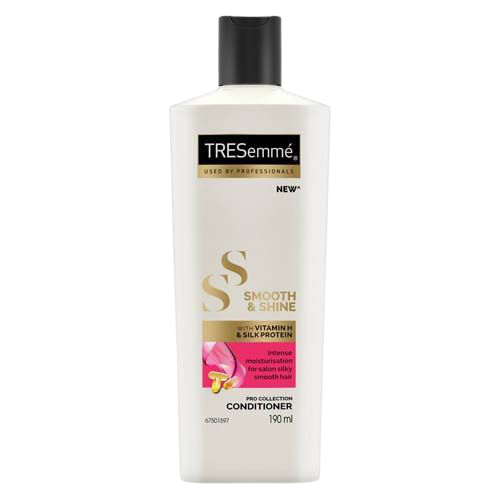 TRESemmé®
USED BY PROFESSIONALS
NEW^
SS
SMOOTH
& SHINE
WITH VITAMIN H
& SILK PROTEIN
Intense
moisturisation
for salon silky
smooth hair
PRO COLLECTION
CONDITIONER
67501597
190 ml